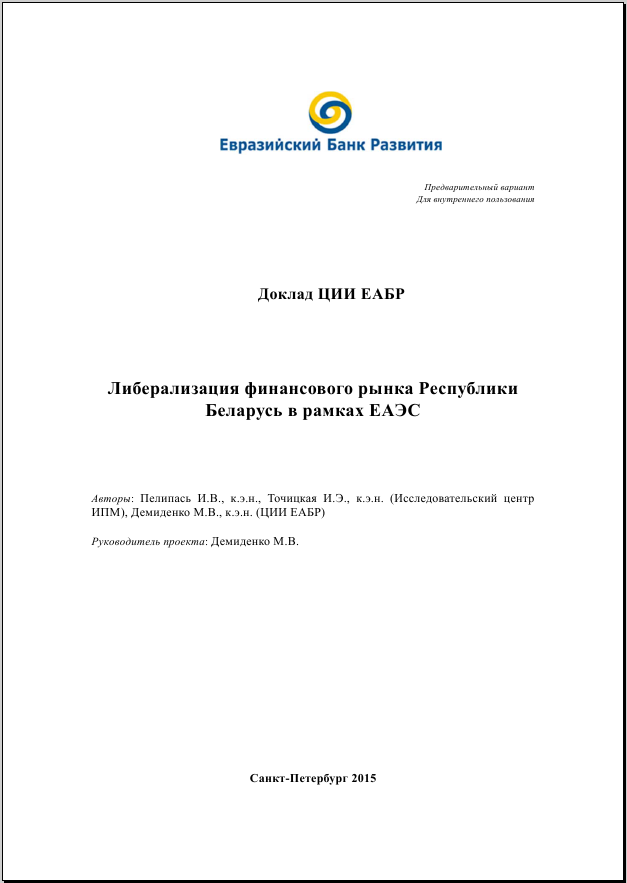 Евразийский Банк Развития
Предварительный вариант
Для внутреннего пользования
Доклад ЦИИ ЕАБР
Либерализация финансового рынка Республики
Беларусь в рамках ЕАЭС
Авторы: Пелипась И.В., к.э.н., Точицкая И.Э., к.э.н. (Исследовательский центр
ИПМ), Демиденко М.В., к.э.н. (ЦИИ ЕАБР)
Руководитель проекта: Демиденко М.В.
Санкт-Петербург 2015